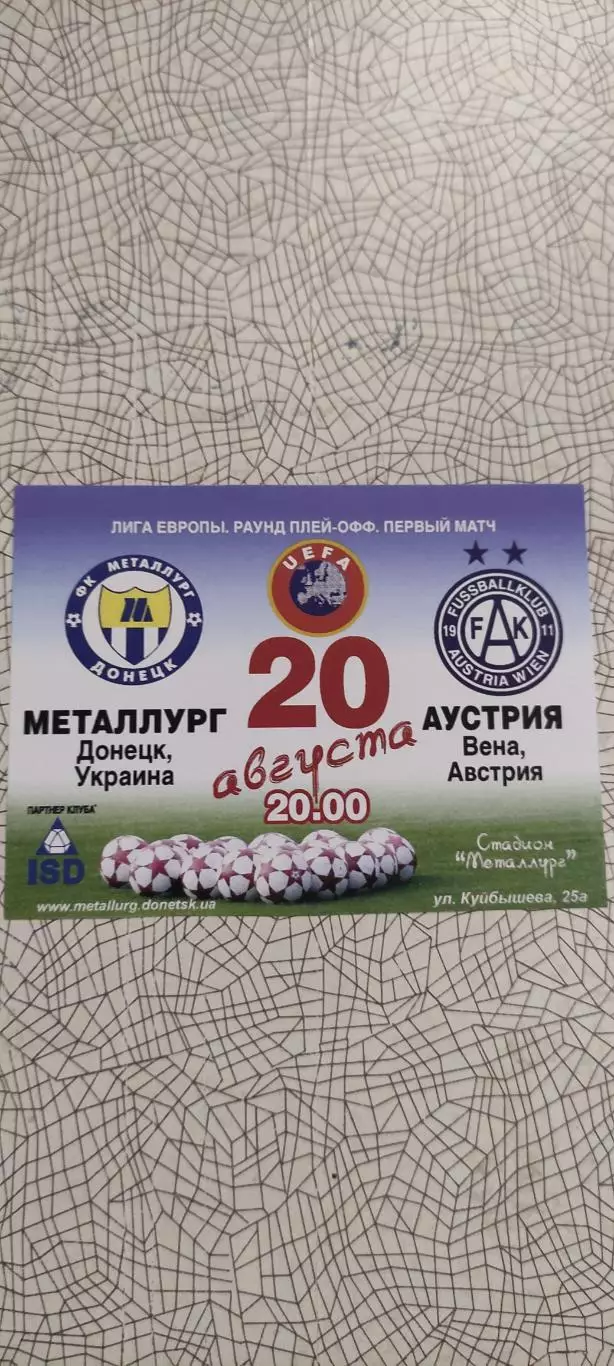 ЛИГА ЕВРОПЫ. РАУНД ПЛЕЙ-ОФФ. ПЕРВЫЙ МАТЧ
ФК МЕТАЛЛУРГ
ДОНЕЦК
UEFA
FUSSBALLKLUB
19 FAK 11
AUSTRIA WIEN
20
августа
20.00
МЕТАЛЛУРГ
Донецк,
Украина
АУСТРИЯ
Вена,
Австрия
ПАРТНЕР КЛУБА
ISD
www.metallurg.donetsk.ua
Стадион
"Металлург"
ул. Куйбышева, 25а